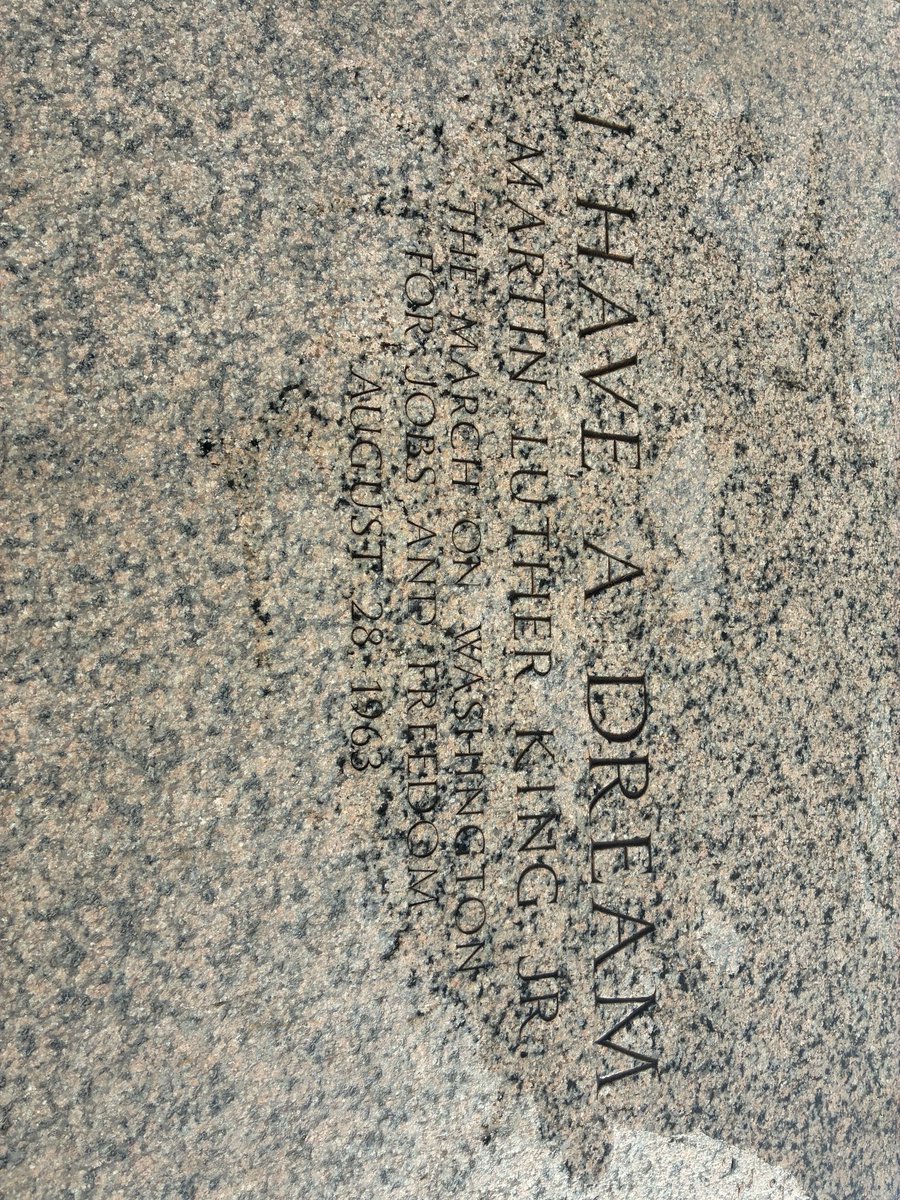 I HAVE A DREAM
MARTIN LUTHER KING JR
THE MARCH ON WASHINGTON
FOR JOBS AND FREEDOM
AUGUST 28, 1963